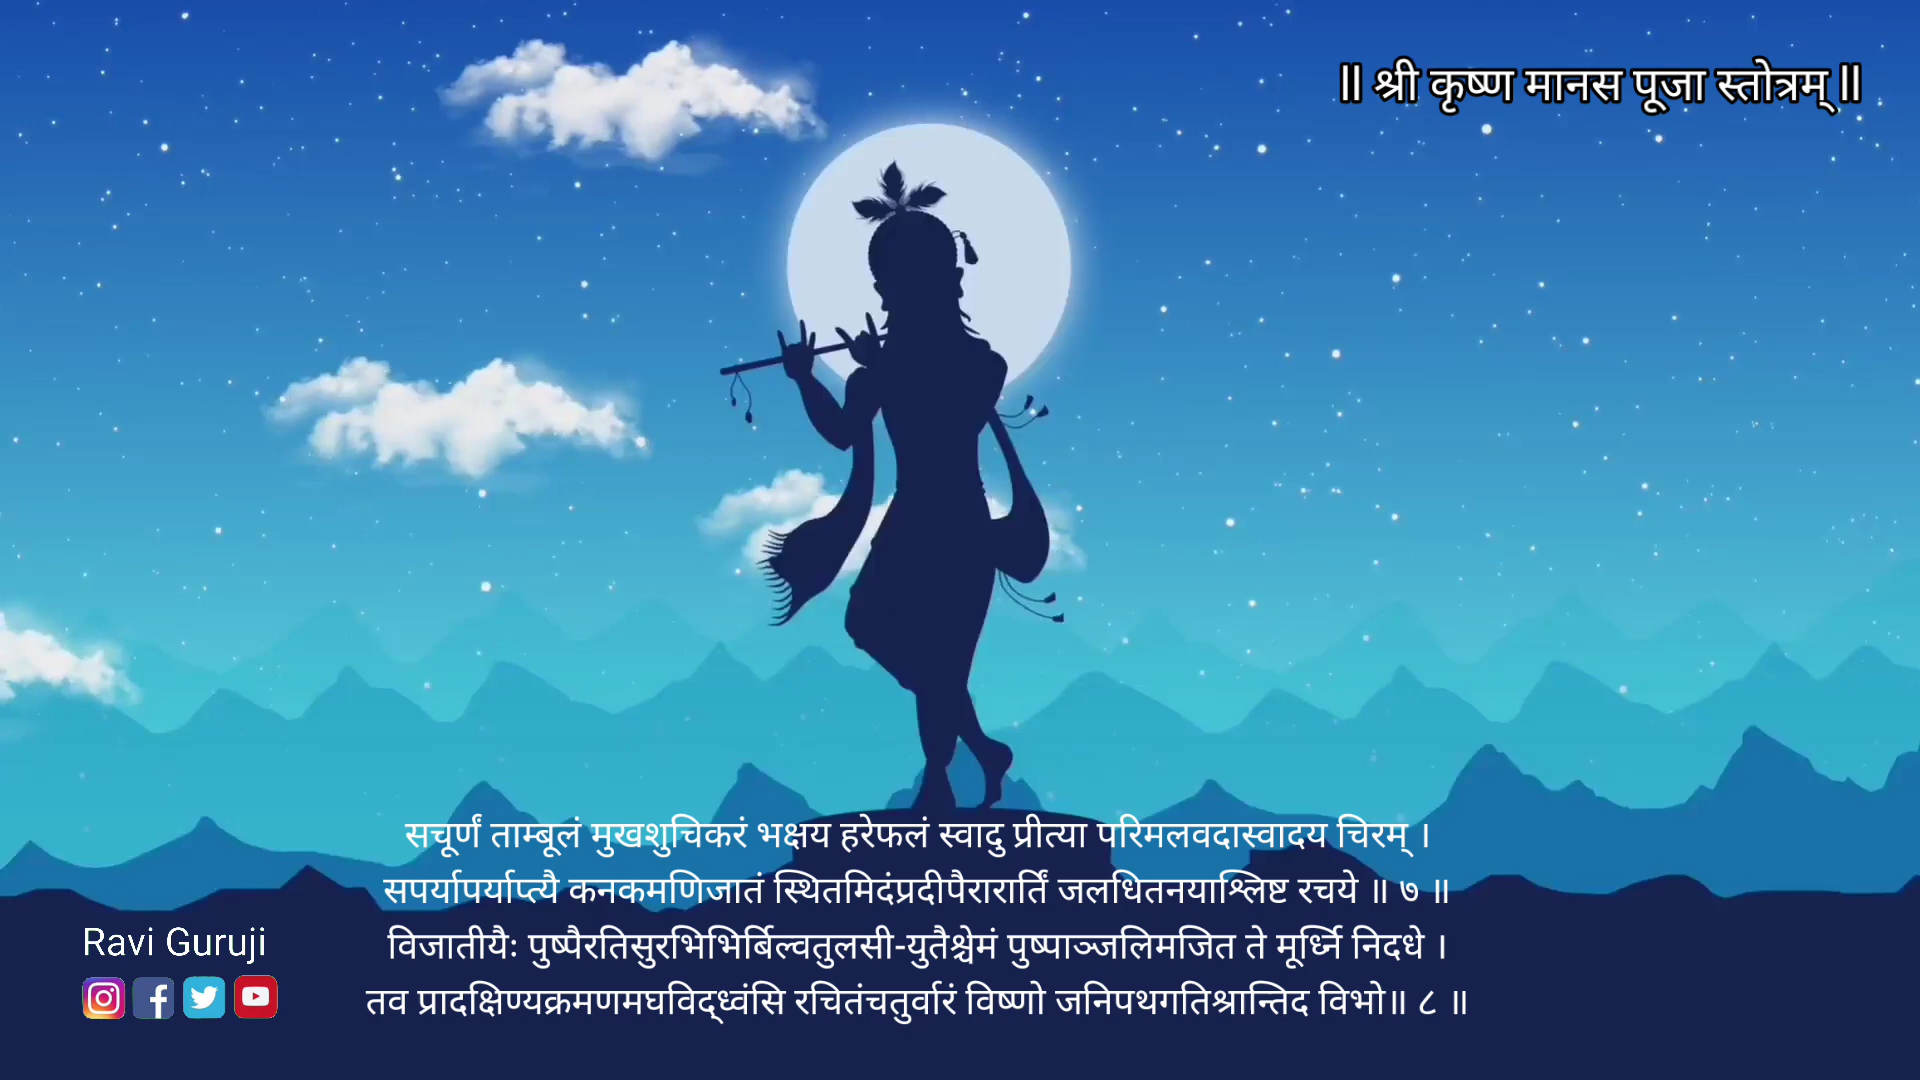 ॥ श्री कृष्ण मानस पूजा स्तोत्रम् ॥
सचूर्णं ताम्बूलं मुखशुचिकरं भक्षय हरेफलं स्वादु प्रीत्या परिमलवदास्वादय चिरम् ।
सपर्यापर्याप्त्यै कनकमणिजातं स्थितमिदंप्रदीपैरारार्तिं जलधितनयाश्लिष्ट रचये ॥ ७ ॥
विजातीयैः पुष्पैरतिसुरभिभिर्बिल्वतुलसी-युतैश्चेमं पुष्पाञ्जलिमजित ते मूर्ध्नि निदधे ।
तव प्रादक्षिण्यक्रमणमघविद्ध्वंसि रचितंचतुर्वारं विष्णो जनिपथगतिश्रान्तिद विभो॥ ८ ॥
Ravi Guruji